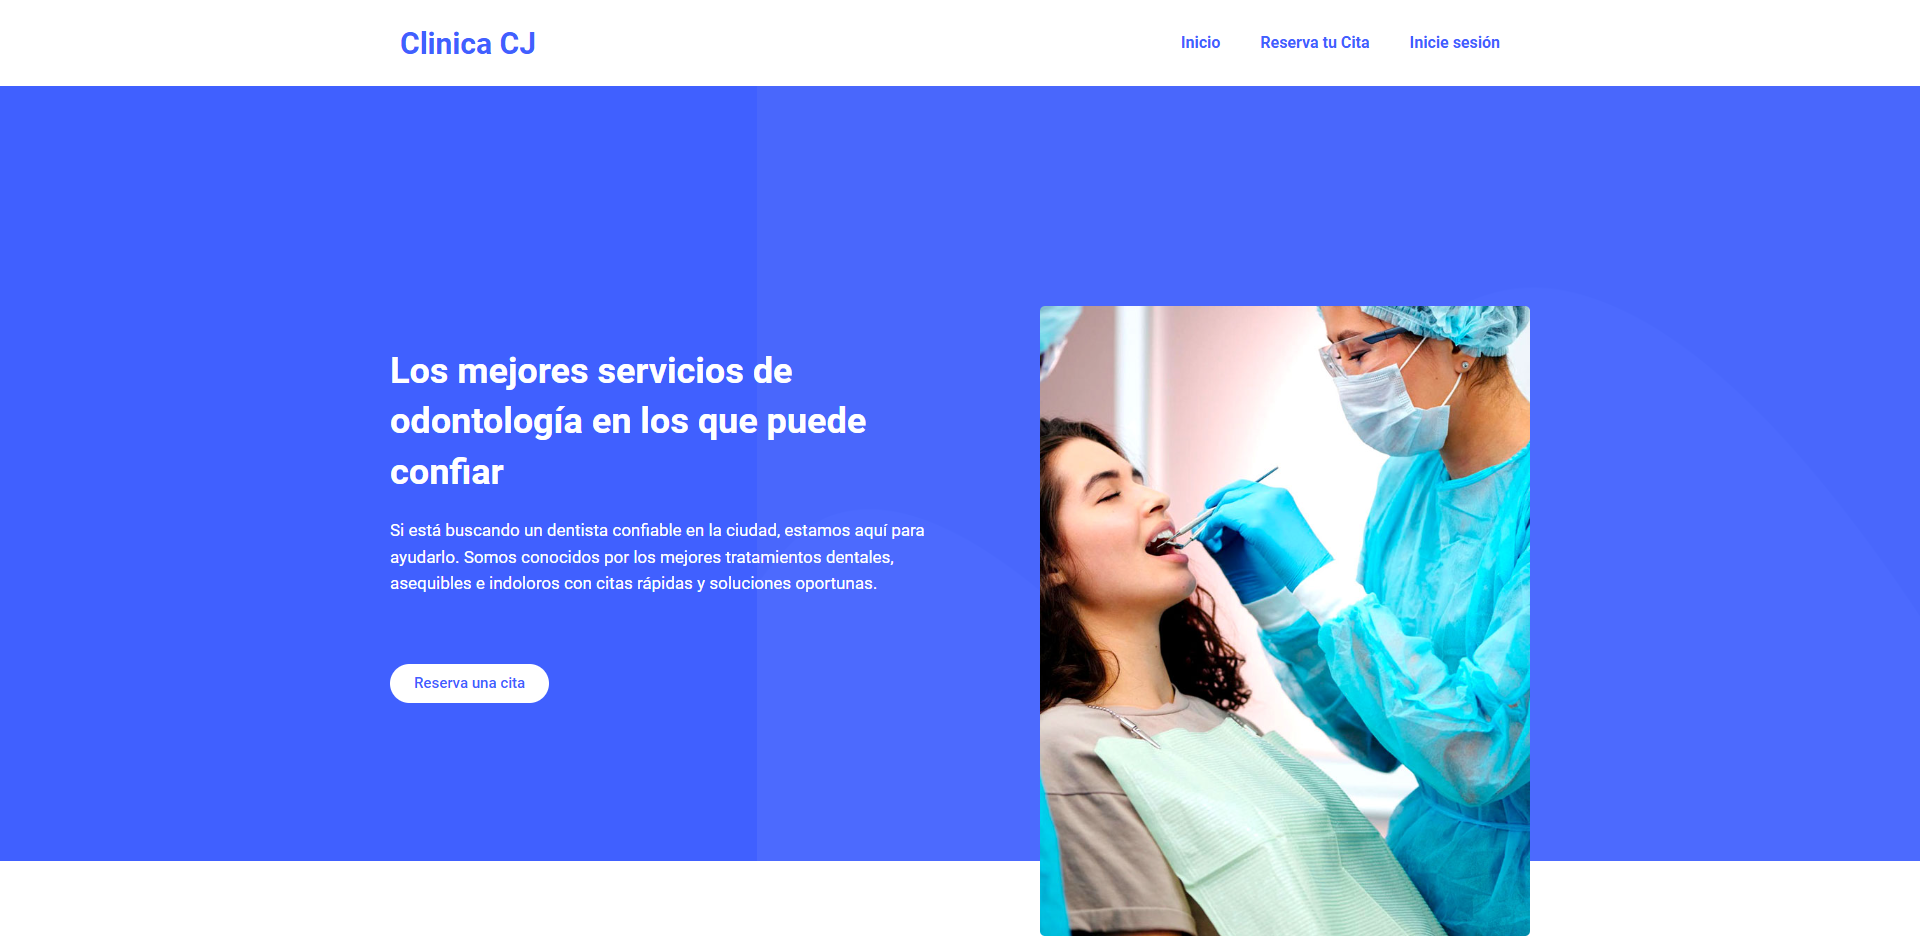 Clinica CJ
Inicio
Reserva tu Cita
Inicie sesión
Los mejores servicios de
odontología en los que puede
confiar
Si está buscando un dentista confiable en la ciudad, estamos aquí para
ayudarlo. Somos conocidos por los mejores tratamientos dentales,
asequibles e indoloros con citas rápidas y soluciones oportunas.
Reserva una cita